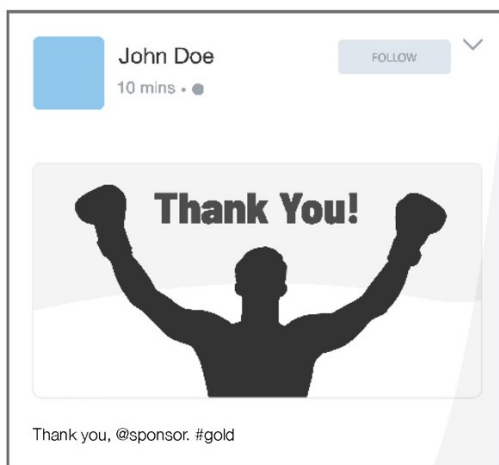 John Doe
FOLLOW
10 mins •
Thank You!
Thank you, @sponsor. #gold